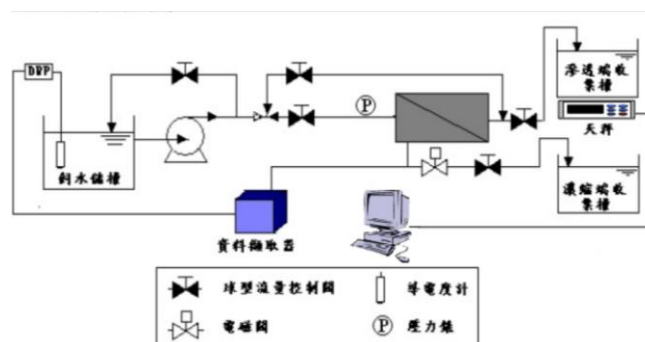 滲透端收
集槽
DRP
P
天秤
飼水儲槽
濃縮端收
集槽
資料擷取器
球型流量控制閥
導電度計
電磁閥
P
壓力錶